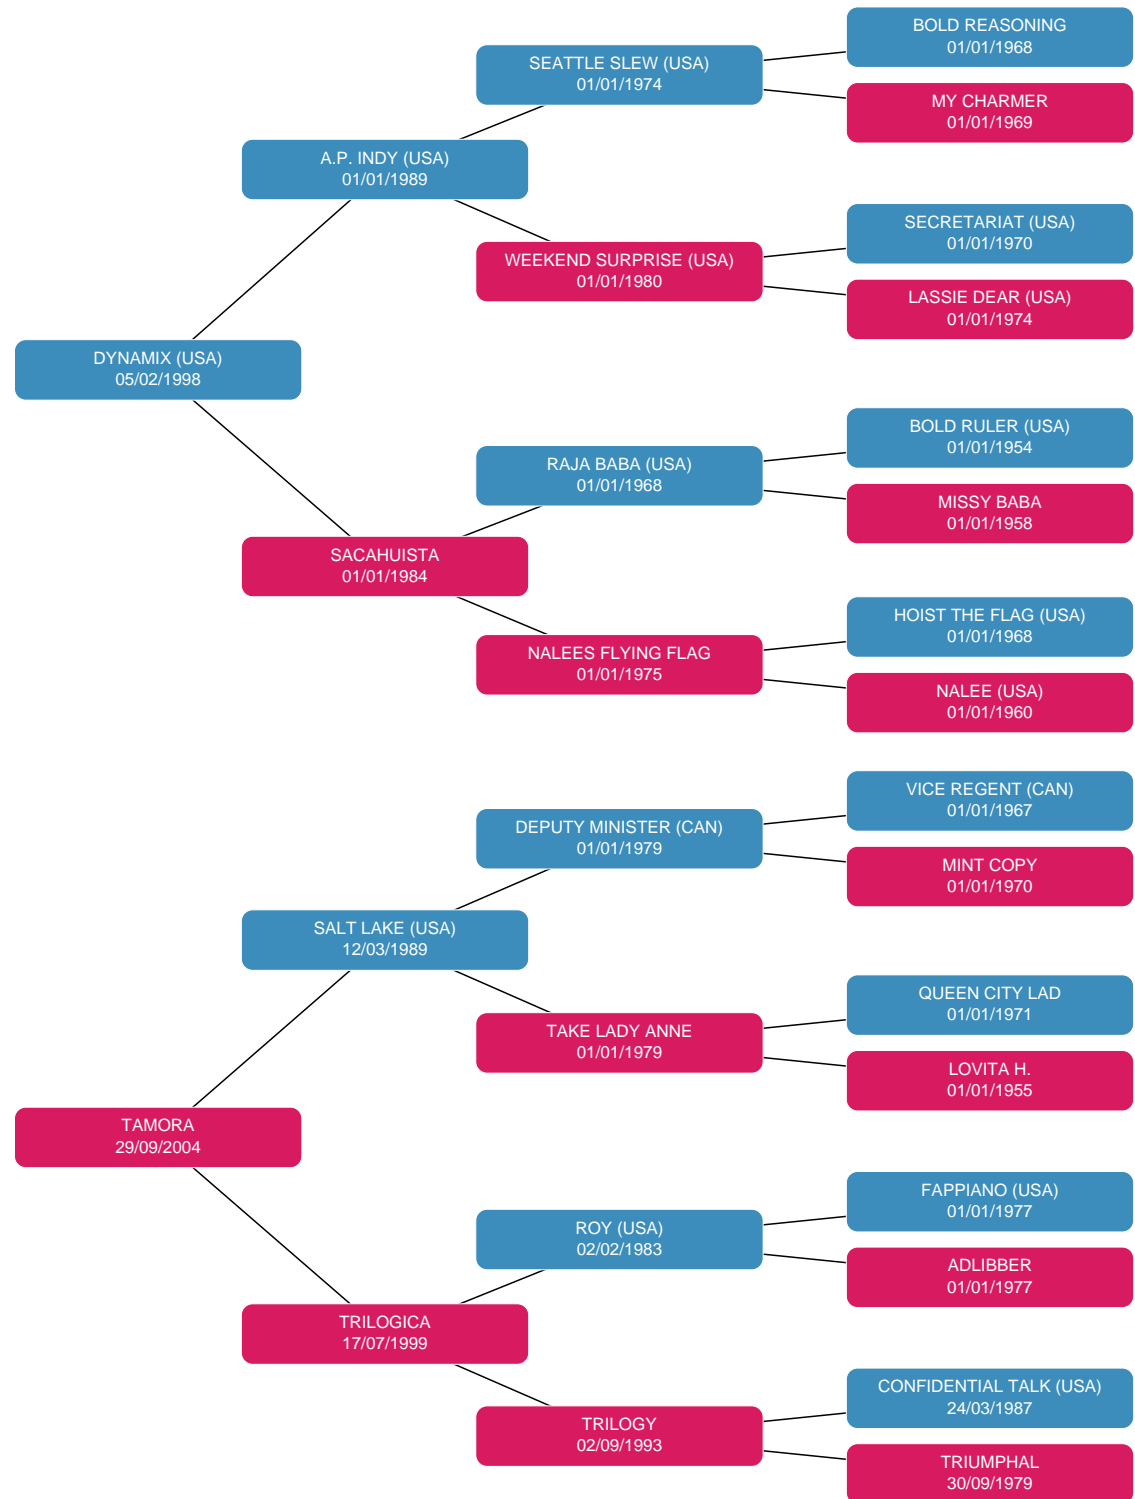 BOLD REASONING
01/01/1968
SEATTLE SLEW (USA)
01/01/1974
MY CHARMER
01/01/1969
A.P. INDY (USA)
01/01/1989
SECRETARIAT (USA)
01/01/1970
WEEKEND SURPRISE (USA)
01/01/1980
LASSIE DEAR (USA)
01/01/1974
DYNAMIX (USA)
05/02/1998
BOLD RULER (USA)
01/01/1954
RAJA BABA (USA)
01/01/1968
MISSY BABA
01/01/1958
SACAHUISTA
01/01/1984
HOIST THE FLAG (USA)
01/01/1968
NALEES FLYING FLAG
01/01/1975
NALEE (USA)
01/01/1960
VICE REGENT (CAN)
01/01/1967
DEPUTY MINISTER (CAN)
01/01/1979
MINT COPY
01/01/1970
SALT LAKE (USA)
12/03/1989
QUEEN CITY LAD
01/01/1971
TAKE LADY ANNE
01/01/1979
LOVITA H.
01/01/1955
TAMORA
29/09/2004
FAPPIANO (USA)
01/01/1977
ROY (USA)
02/02/1983
ADLIBBER
01/01/1977
TRILOGICA
17/07/1999
CONFIDENTIAL TALK (USA)
24/03/1987
TRILOGY
02/09/1993
TRIUMPHAL
30/09/1979